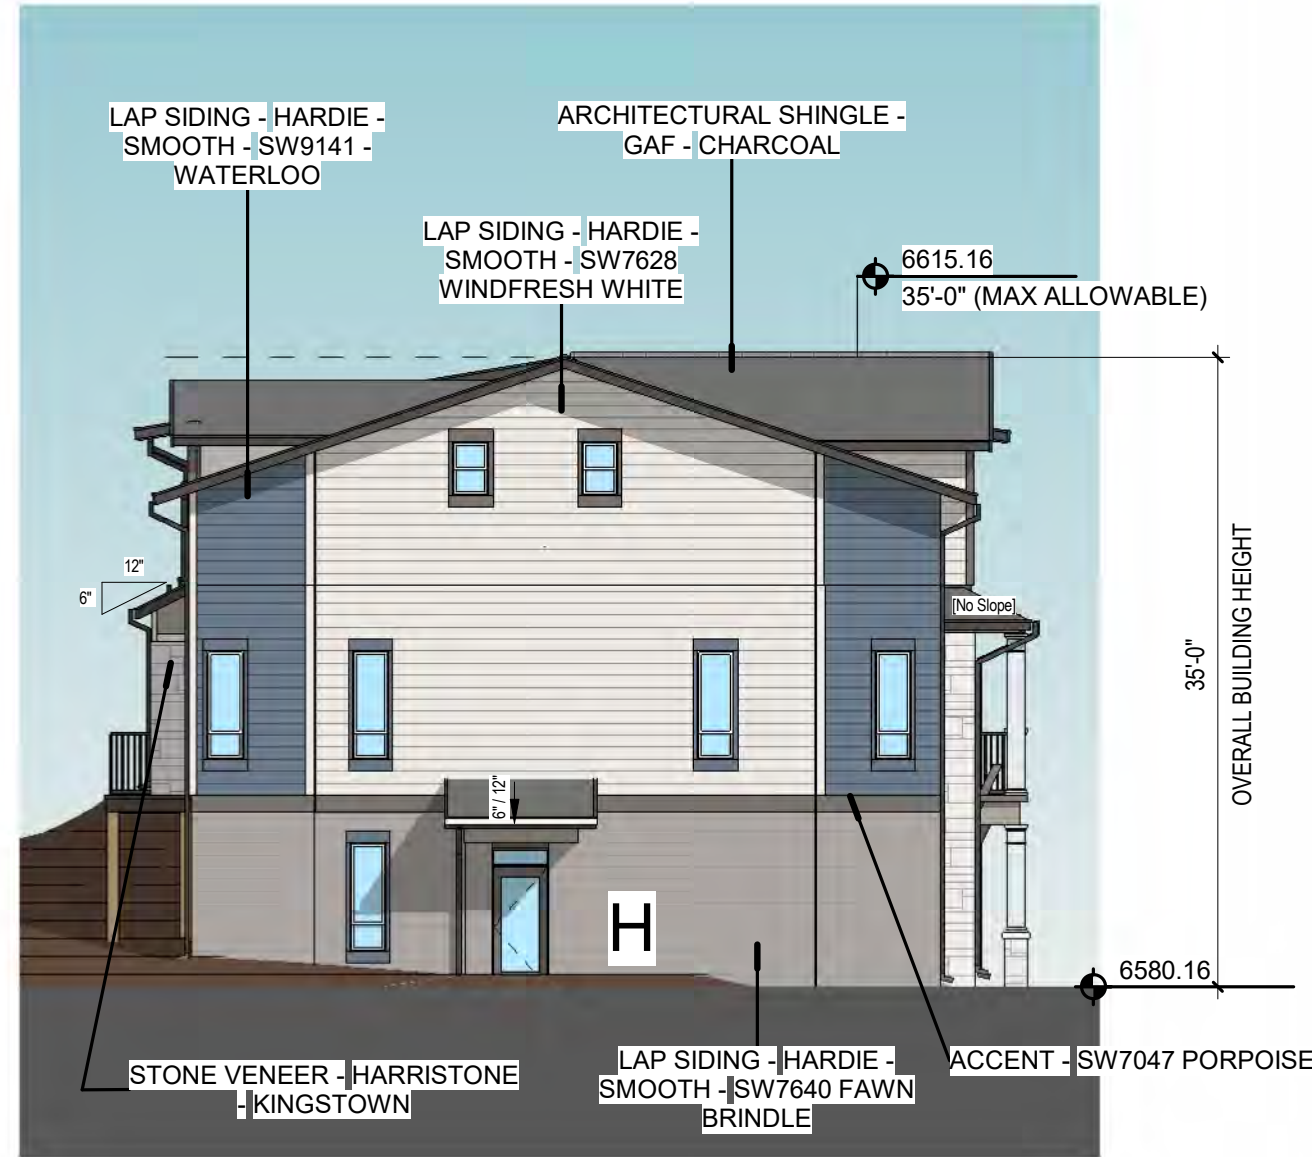 LAP SIDING - HARDIE -
SMOOTH - SW9141 -
WATERLOO
ARCHITECTURAL SHINGLE -
GAF - CHARCOAL
LAP SIDING - HARDIE -
SMOOTH - SW7628
WINDFRESH WHITE
6615.16
35'-0" (MAX ALLOWABLE)
12"
6"
[No Slope]
35'-0"
OVERALL BUILDING HEIGHT
6" / 12"
H
6580.16
STONE VENEER - HARRISTONE
- KINGSTOWN
LAP SIDING - HARDIE -
SMOOTH - SW7640 FAWN
BRINDLE
ACCENT - SW7047 PORPOISE